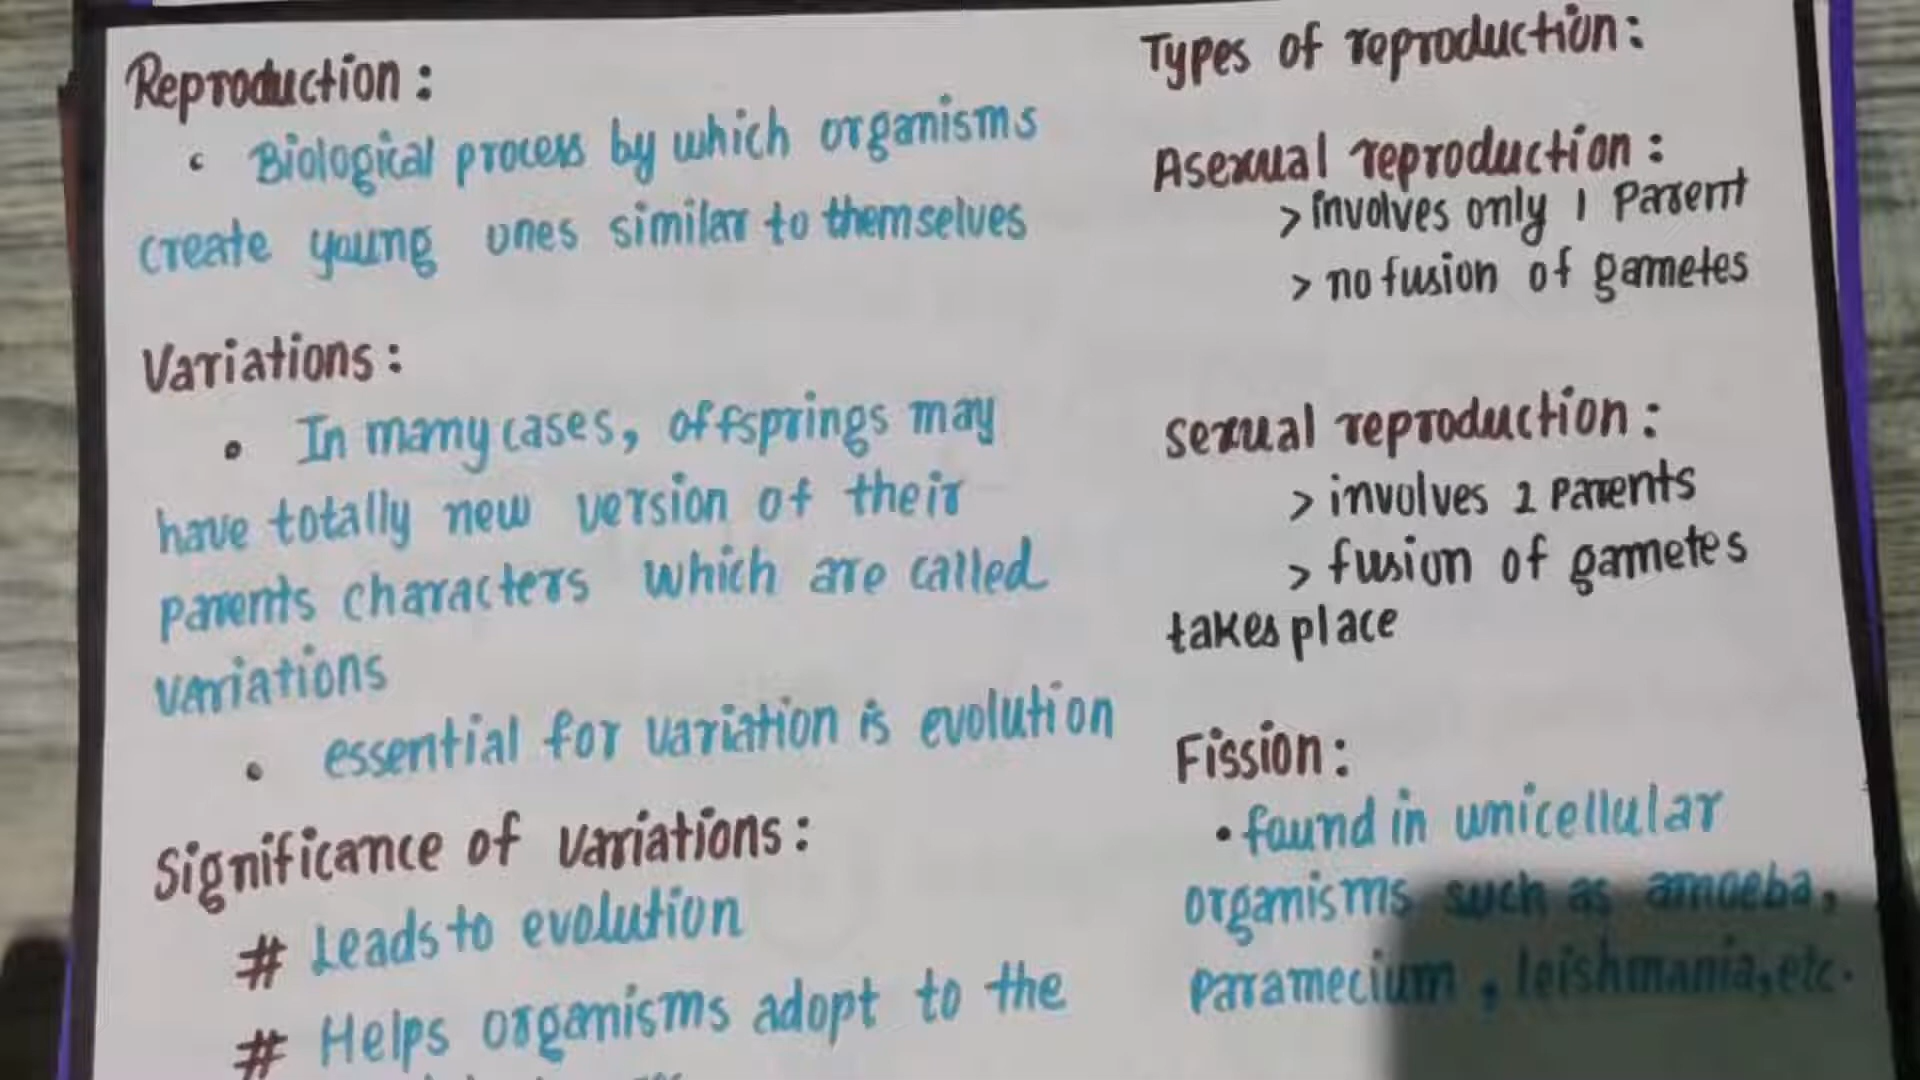 Reproduction :
Biological process by which organisms
create young ones similar to themselves
Variations :
• In many cases, offsprings may
have totally new version of their
parents characters which are called
variations
• essential for variation is evolution
Significance of variations :
# Leads to evolution
# Helps organisms adopt to the
Types of reproduction :
Asexual reproduction :
> involves only 1 Parent
> no fusion of gametes
sexual reproduction :
> involves 2 Parents
> fusion of gametes
takes place
Fission :
• found in unicellular
organisms such as amoeba,
paramecium, leishmania, etc.